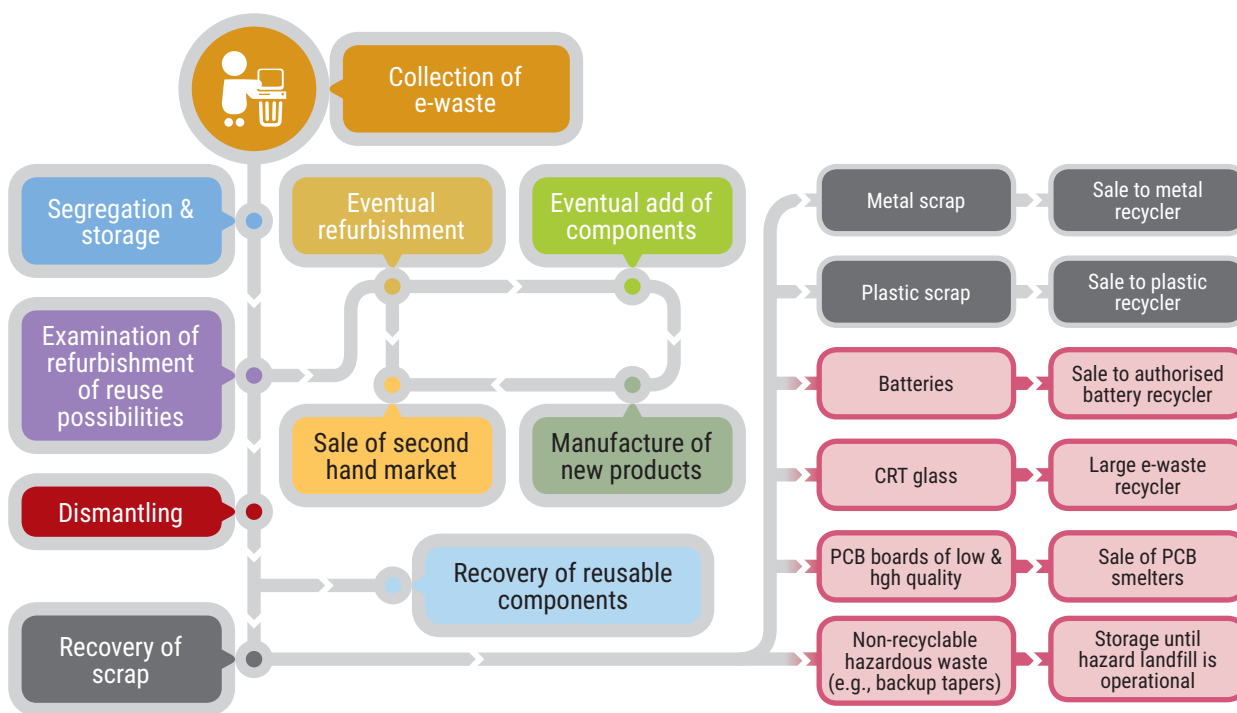 Collection of
e-waste
Segregation &
storage
Eventual
refurbishment
Eventual add of
components
Examination of
refurbishment
of reuse
possibilities
Sale of second
hand market
Manufacture of
new products
Dismantling
Recovery of reusable
components
Recovery of
scrap
Metal scrap
Sale to metal
recycler
Plastic scrap
Sale to plastic
recycler
Batteries
Sale to authorised
battery recycler
CRT glass
Large e-waste
recycler
PCB boards of low &
hgh quality
Sale of PCB
smelters
Non-recyclable
hazardous waste
(e.g., backup tapers)
Storage until
hazard landfill is
operational